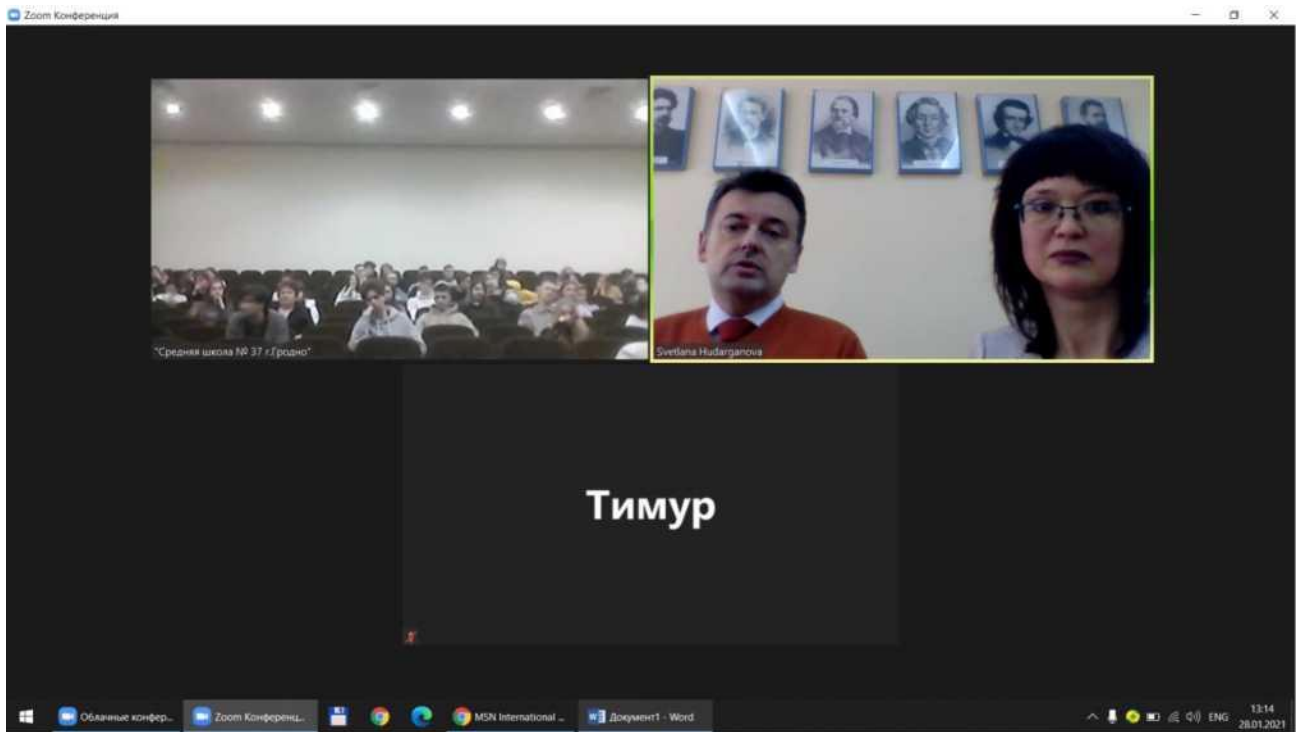 Zoom Конференция
"Средняя школа № 37 г.Гродно"
Svetlana Hudarganova
Тимур
Облачные конфер...
Zoom Конференц...
MSN International ...
Документ1 - Word
ENG
13:14
28.01.2021